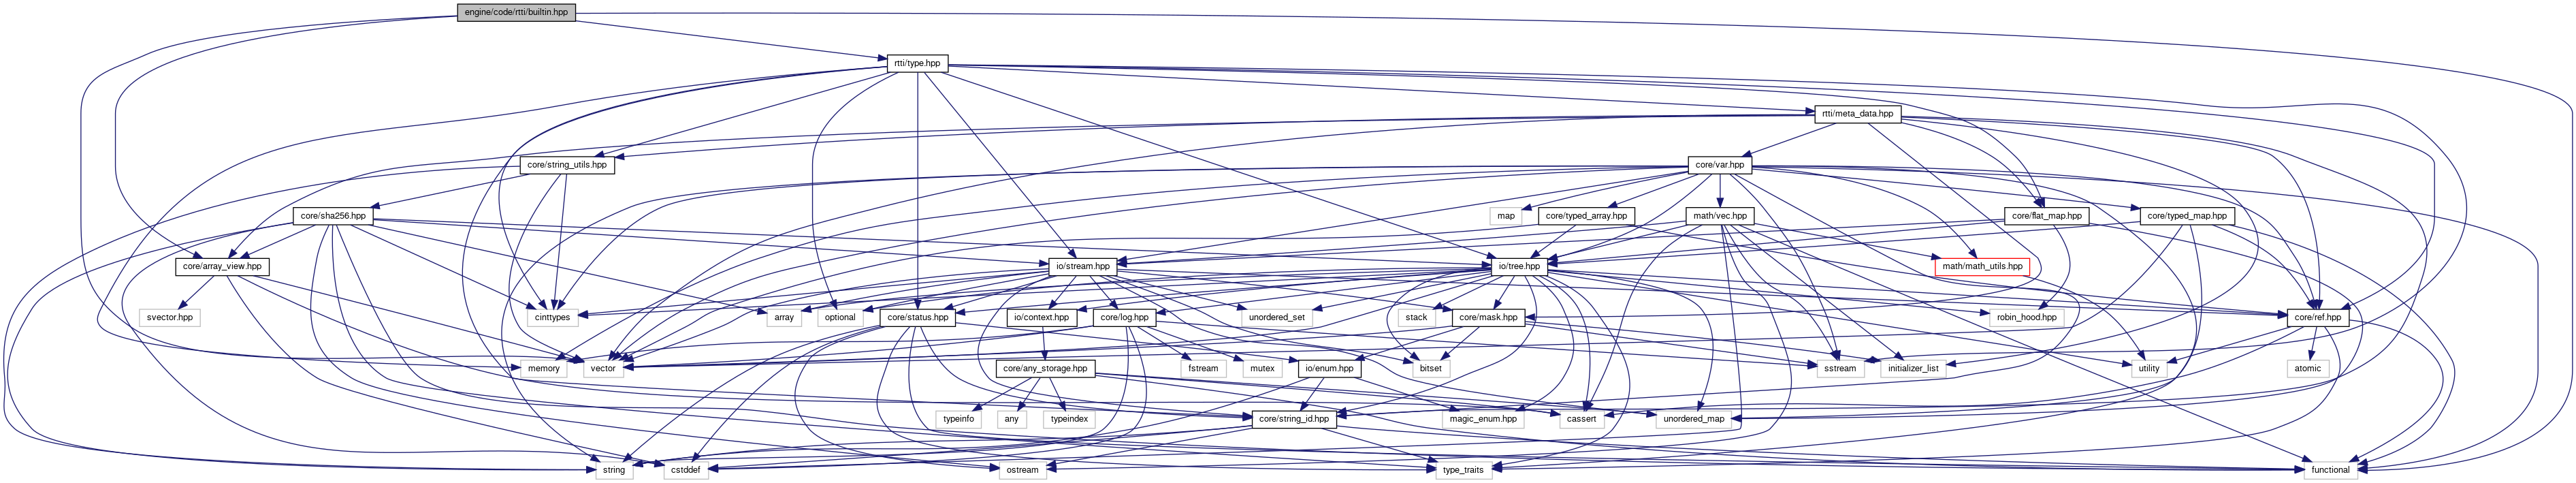 engine/code/rtti/builtin.hpp
rtti/type.hpp
rtti/meta_data.hpp
core/string_utils.hpp
core/var.hpp
core/sha256.hpp
map
core/typed_array.hpp
math/vec.hpp
core/flat_map.hpp
core/typed_map.hpp
core/array_view.hpp
io/stream.hpp
io/tree.hpp
math/math_utils.hpp
svector.hpp
cinttypes
array
optional
core/status.hpp
io/context.hpp
core/log.hpp
unordered_set
stack
core/mask.hpp
robin_hood.hpp
core/ref.hpp
memory
vector
core/any_storage.hpp
fstream
mutex
io/enum.hpp
bitset
sstream
initializer_list
utility
atomic
typeinfo
any
typeindex
core/string_id.hpp
magic_enum.hpp
cassert
unordered_map
string
cstddef
ostream
type_traits
functional